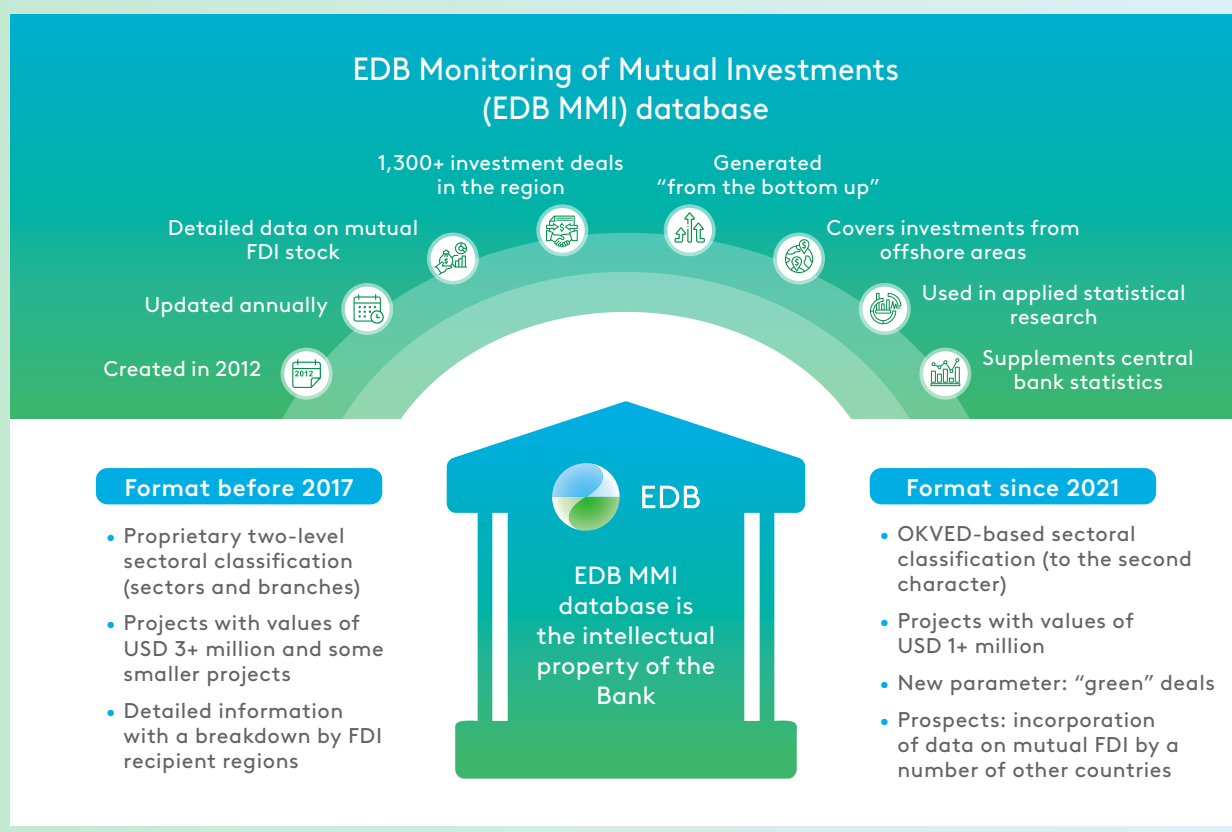 EDB Monitoring of Mutual Investments
(EDB MMI) database
1,300+ investment deals
in the region
Generated
“from the bottom up”
Detailed data on mutual
FDI stock
Covers investments from
offshore areas
Updated annually
Used in applied statistical
research
Created in 2012
2012
Supplements central
bank statistics
Format before 2017
• Proprietary two-level
sectoral classification
(sectors and branches)
• Projects with values of
USD 3+ million and some
smaller projects
• Detailed information
with a breakdown by FDI
recipient regions
EDB
EDB MMI
database is
the intellectual
property of the
Bank
Format since 2021
• OKVED-based sectoral
classification (to the second
character)
• Projects with values of
USD 1+ million
• New parameter: “green” deals
• Prospects: incorporation
of data on mutual FDI by a
number of other countries